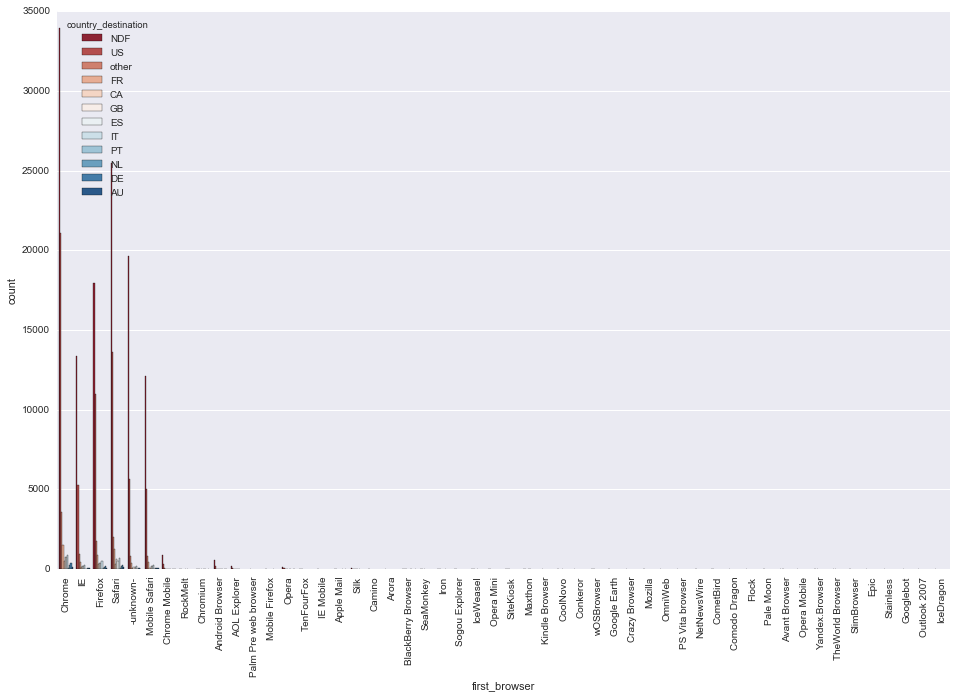 35000
30000
25000
20000
15000
10000
5000
0
count
country_destination
NDF
US
other
FR
CA
GB
ES
IT
PT
NL
DE
AU
Chrome
IE
Firefox
Safari
-unknown-
Mobile Safari
Chrome Mobile
RockMelt
Chromium
Android Browser
AOL Explorer
Palm Pre web browser
Mobile Firefox
Opera
TenFourFox
IE Mobile
Apple Mail
Silk
Camino
Arora
BlackBerry Browser
SeaMonkey
Iron
Sogou Explorer
IceWeasel
Opera Mini
SiteKiosk
Maxthon
Kindle Browser
CoolNovo
Conkeror
wOSBrowser
Google Earth
Crazy Browser
Mozilla
OmniWeb
PS Vita browser
NetNewsWire
CometBird
Comodo Dragon
Flock
Pale Moon
Avant Browser
Opera Mobile
Yandex.Browser
TheWorld Browser
SlimBrowser
Epic
Stainless
Googlebot
Outlook 2007
IceDragon
first_browser